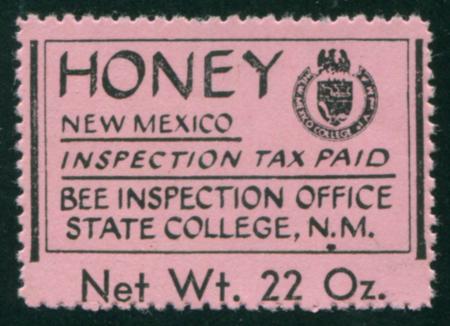 HONEY
NEW MEXICO
INSPECTION TAX PAID
BEE INSPECTION OFFICE
STATE COLLEGE, N.M.
Net Wt. 22 Oz.